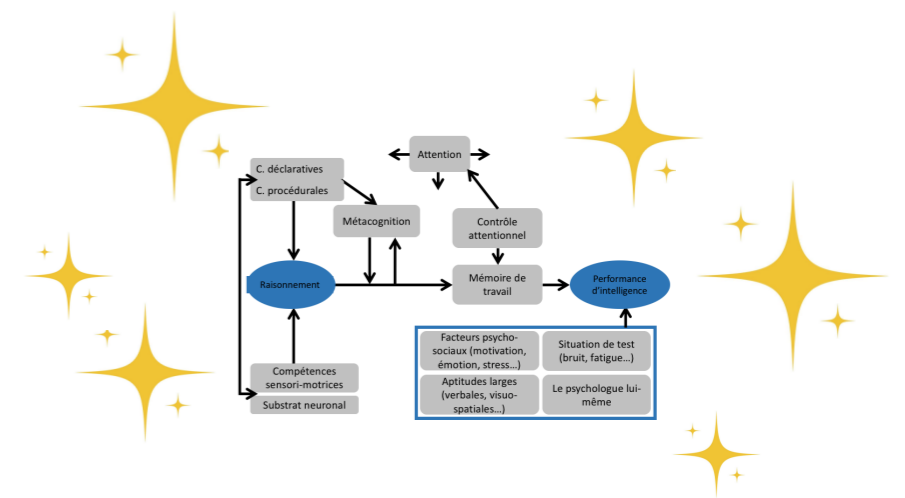 Attention
C. déclaratives
C. procédurales
Métacognition
Contrôle
attentionnel
Raisonnement
Mémoire de
travail
Performance
d'intelligence
Facteurs psycho-
sociaux (motivation,
émotion, stress...)
Situation de test
(bruit, fatigue...)
Compétences
sensori-motrices
Aptitudes larges
(verbales, visuo-
spatiales...)
Le psychologue lui-
même
Substrat neuronal